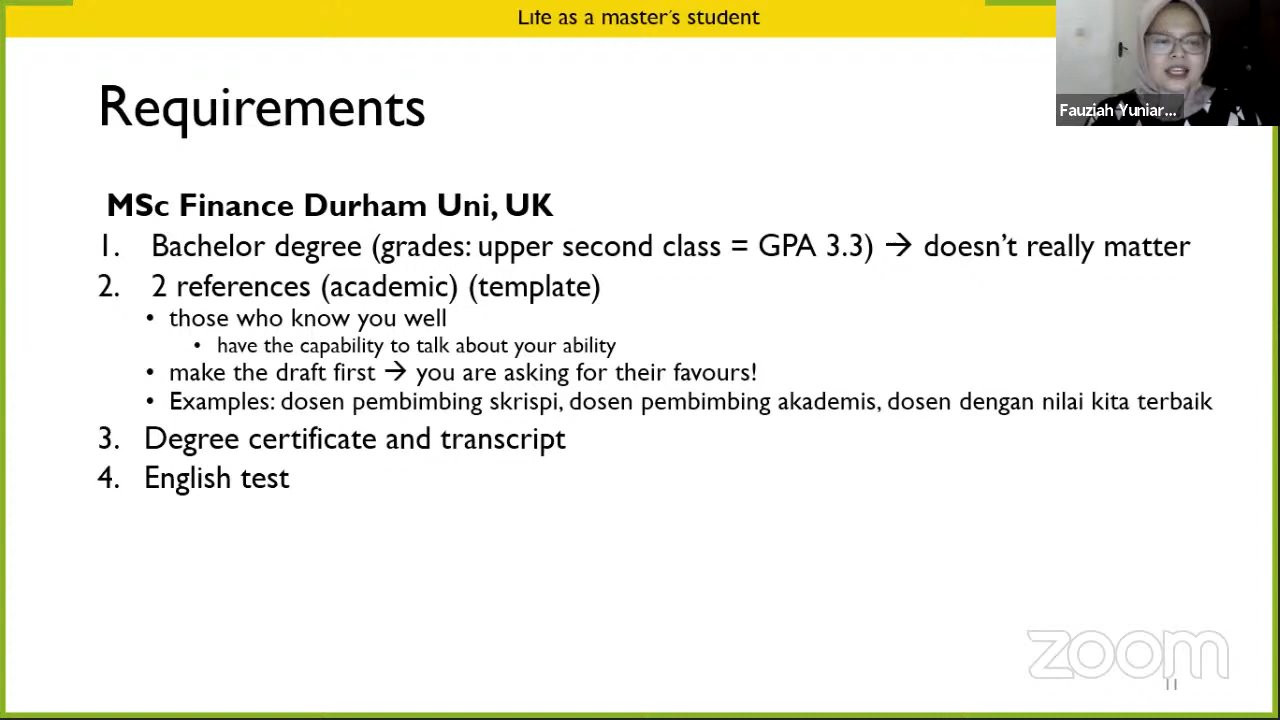 Life as a master's student
Fauziah Yuniar...
Requirements
MSc Finance Durham Uni, UK
1. Bachelor degree (grades: upper second class = GPA 3.3) → doesn't really matter
2. 2 references (academic) (template)
• those who know you well
• have the capability to talk about your ability
• make the draft first → you are asking for their favours!
• Examples: dosen pembimbing skrispi, dosen pembimbing akademis, dosen dengan nilai kita terbaik
3. Degree certificate and transcript
4. English test
zoom
11